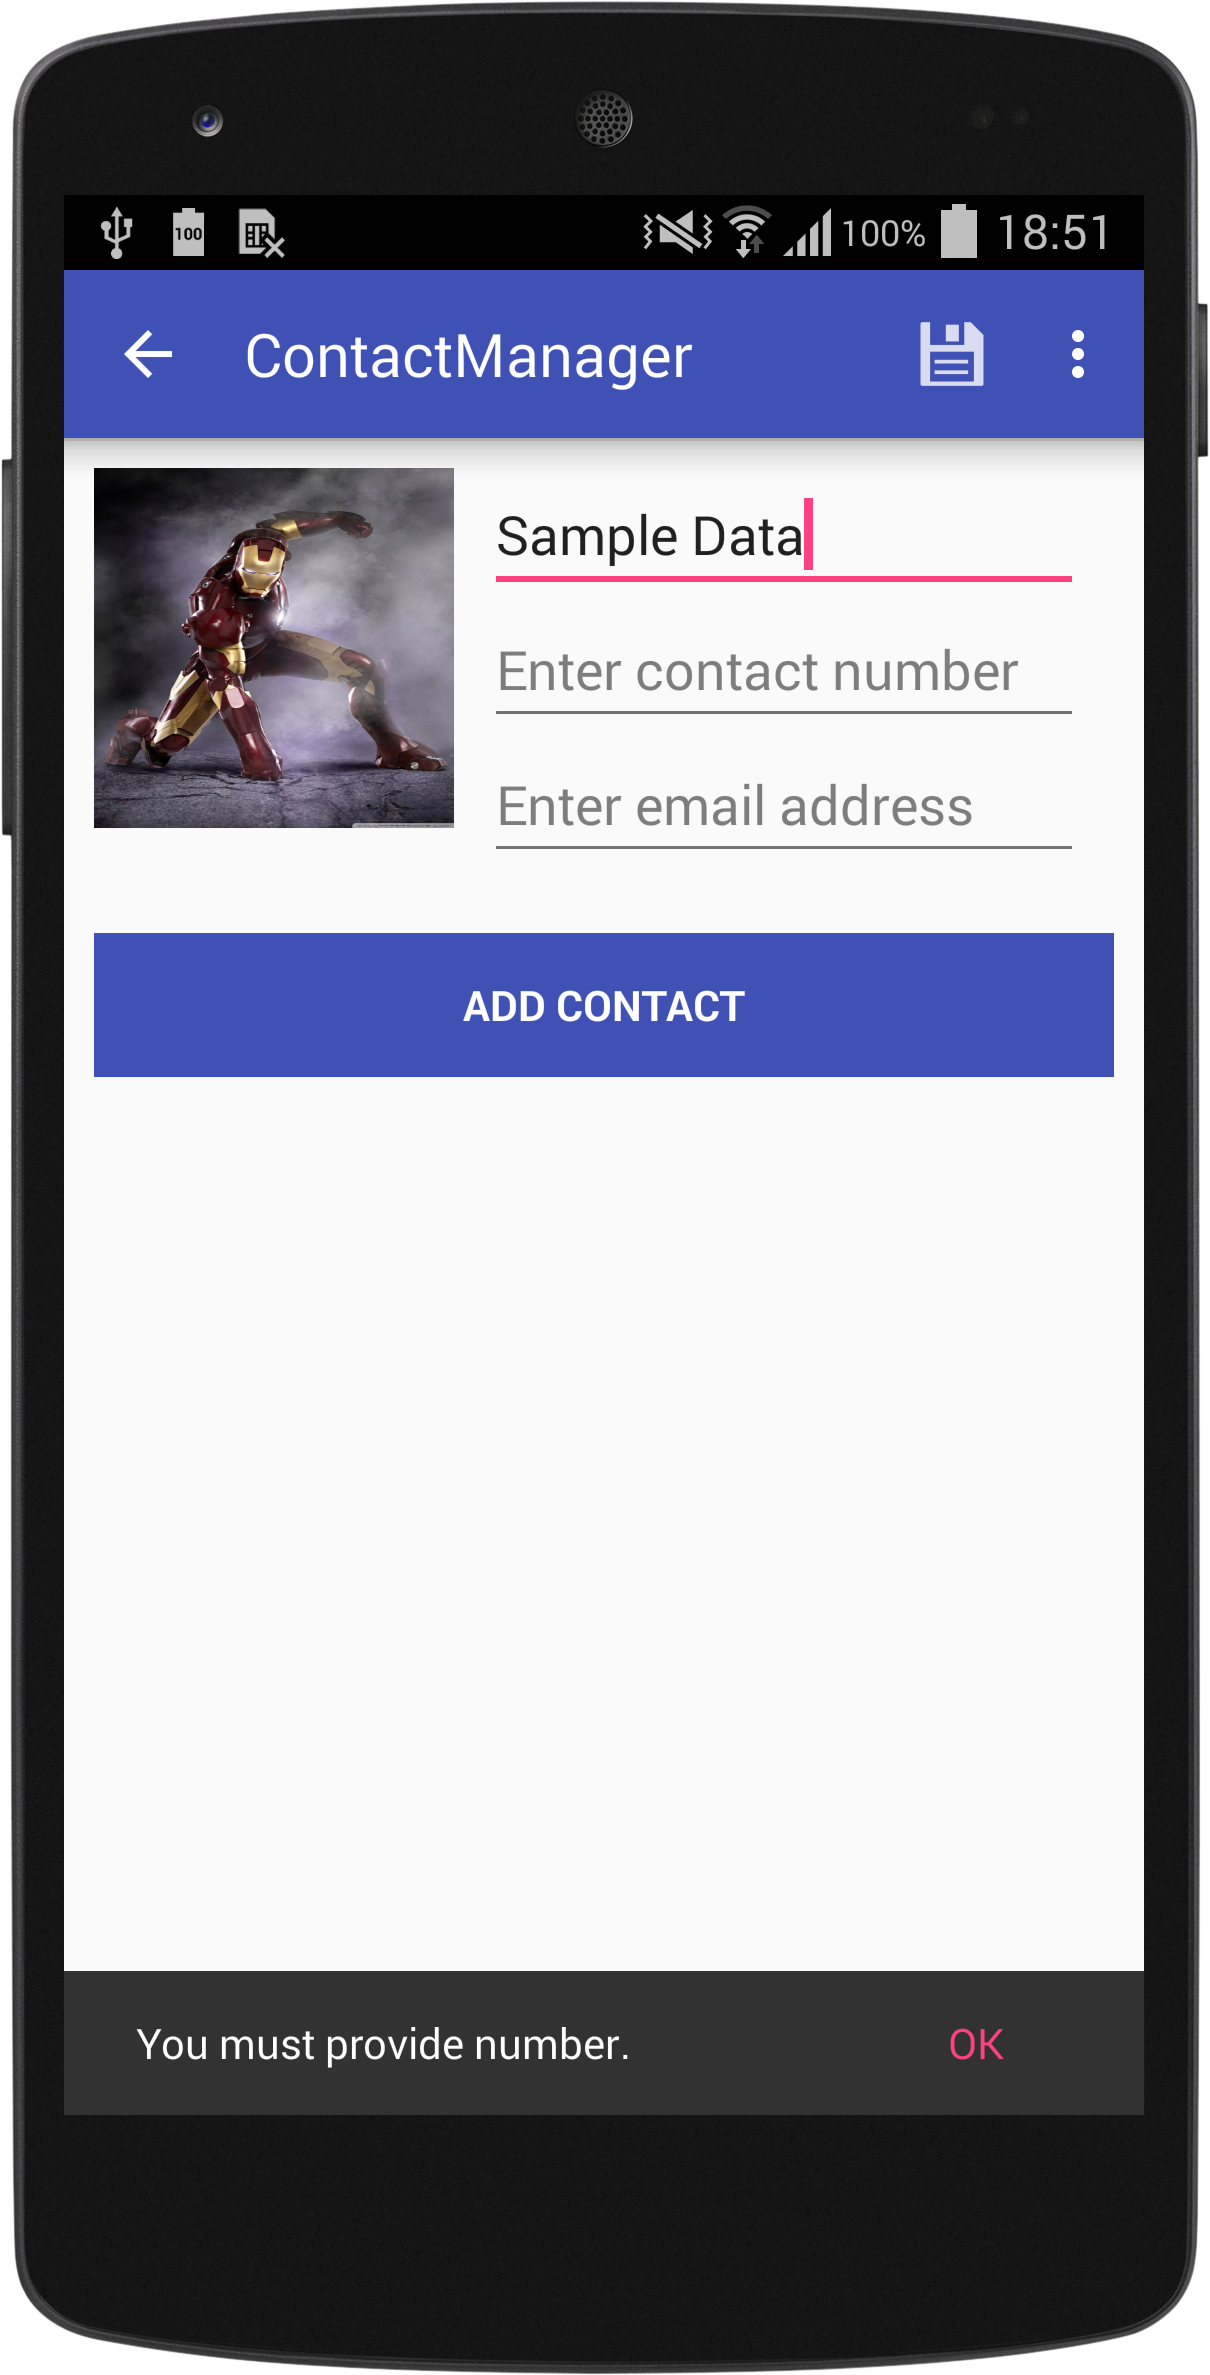 100 100% 18:51
ContactManager
Sample Data
Enter contact number
Enter email address
ADD CONTACT
You must provide number. OK